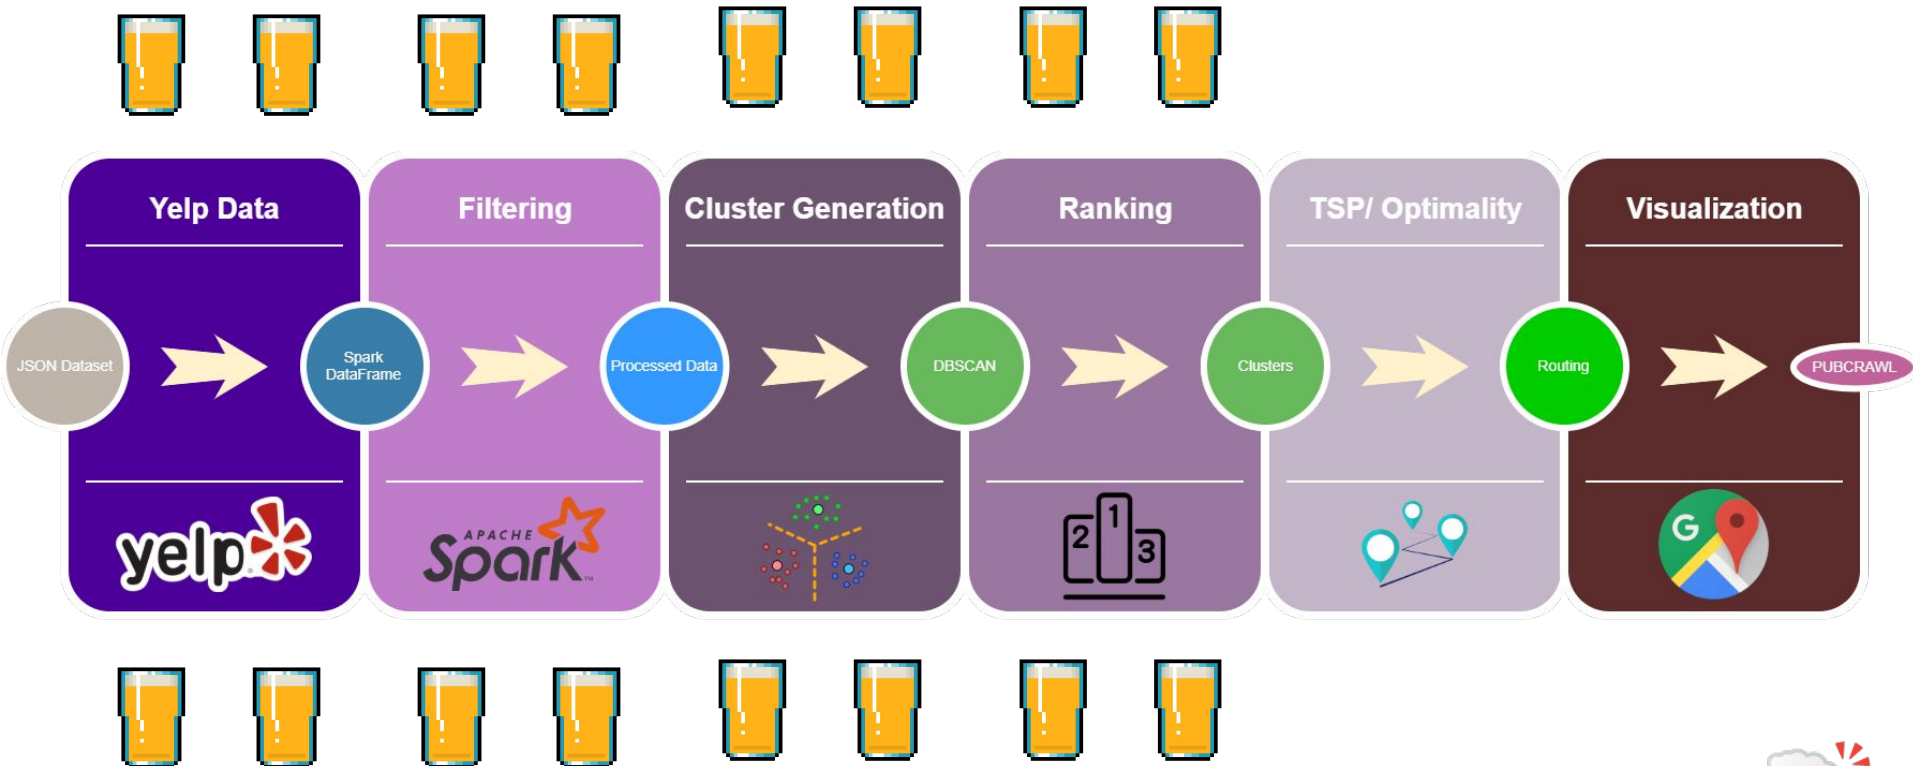 Yelp Data
Filtering
Cluster Generation
Ranking
TSP/ Optimality
Visualization
JSON Dataset
Spark
DataFrame
Processed Data
DBSCAN
Clusters
Routing
PUBCRAWL
yelp
APACHE
Spark
TM
2
1
3
G